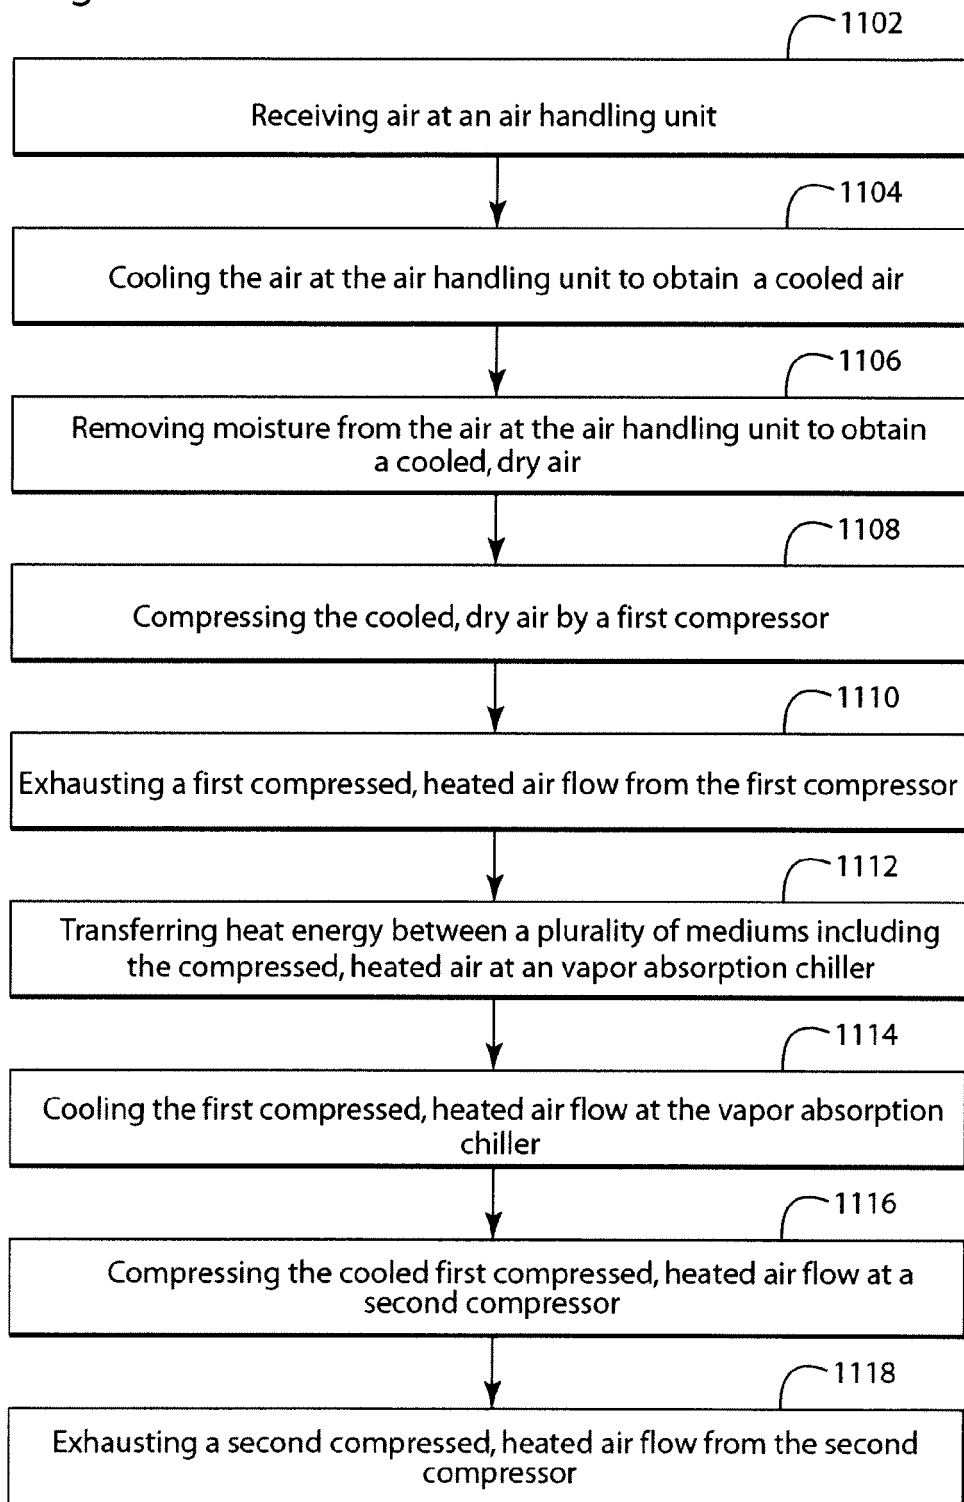 1102
Receiving air at an air handling unit
1104
Cooling the air at the air handling unit to obtain a cooled air
1106
Removing moisture from the air at the air handling unit to obtain
a cooled, dry air
1108
Compressing the cooled, dry air by a first compressor
1110
Exhausting a first compressed, heated air flow from the first compressor
1112
Transferring heat energy between a plurality of mediums including
the compressed, heated air at an vapor absorption chiller
1114
Cooling the first compressed, heated air flow at the vapor absorption
chiller
1116
Compressing the cooled first compressed, heated air flow at a
second compressor
1118
Exhausting a second compressed, heated air flow from the second
compressor